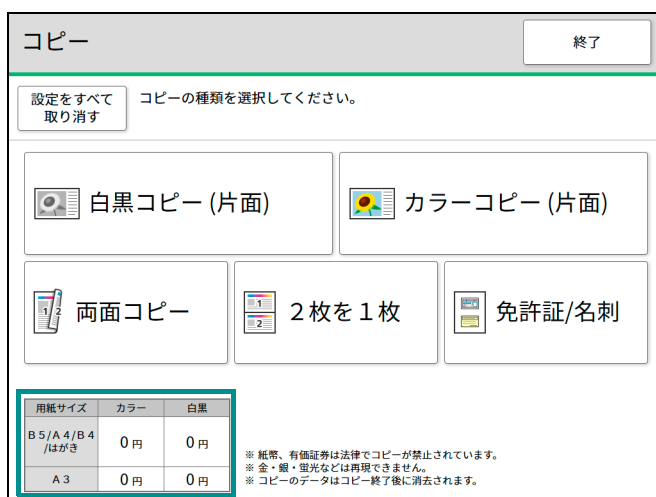 コピー
終了
設定をすべて
取り消す
コピーの種類を選択してください。
白黒コピー (片面)
カラーコピー (片面)
1 2
両面コピー
1
2
２枚を１枚
免許証/名刺
用紙サイズ カラー 白黒
Ｂ５/Ａ４/Ｂ４
/はがき
0 円 0 円
Ａ３ 0 円 0 円
※ 紙幣、有価証券は法律でコピーが禁止されています。
※ 金・銀・蛍光などは再現できません。
※ コピーのデータはコピー終了後に消去されます。